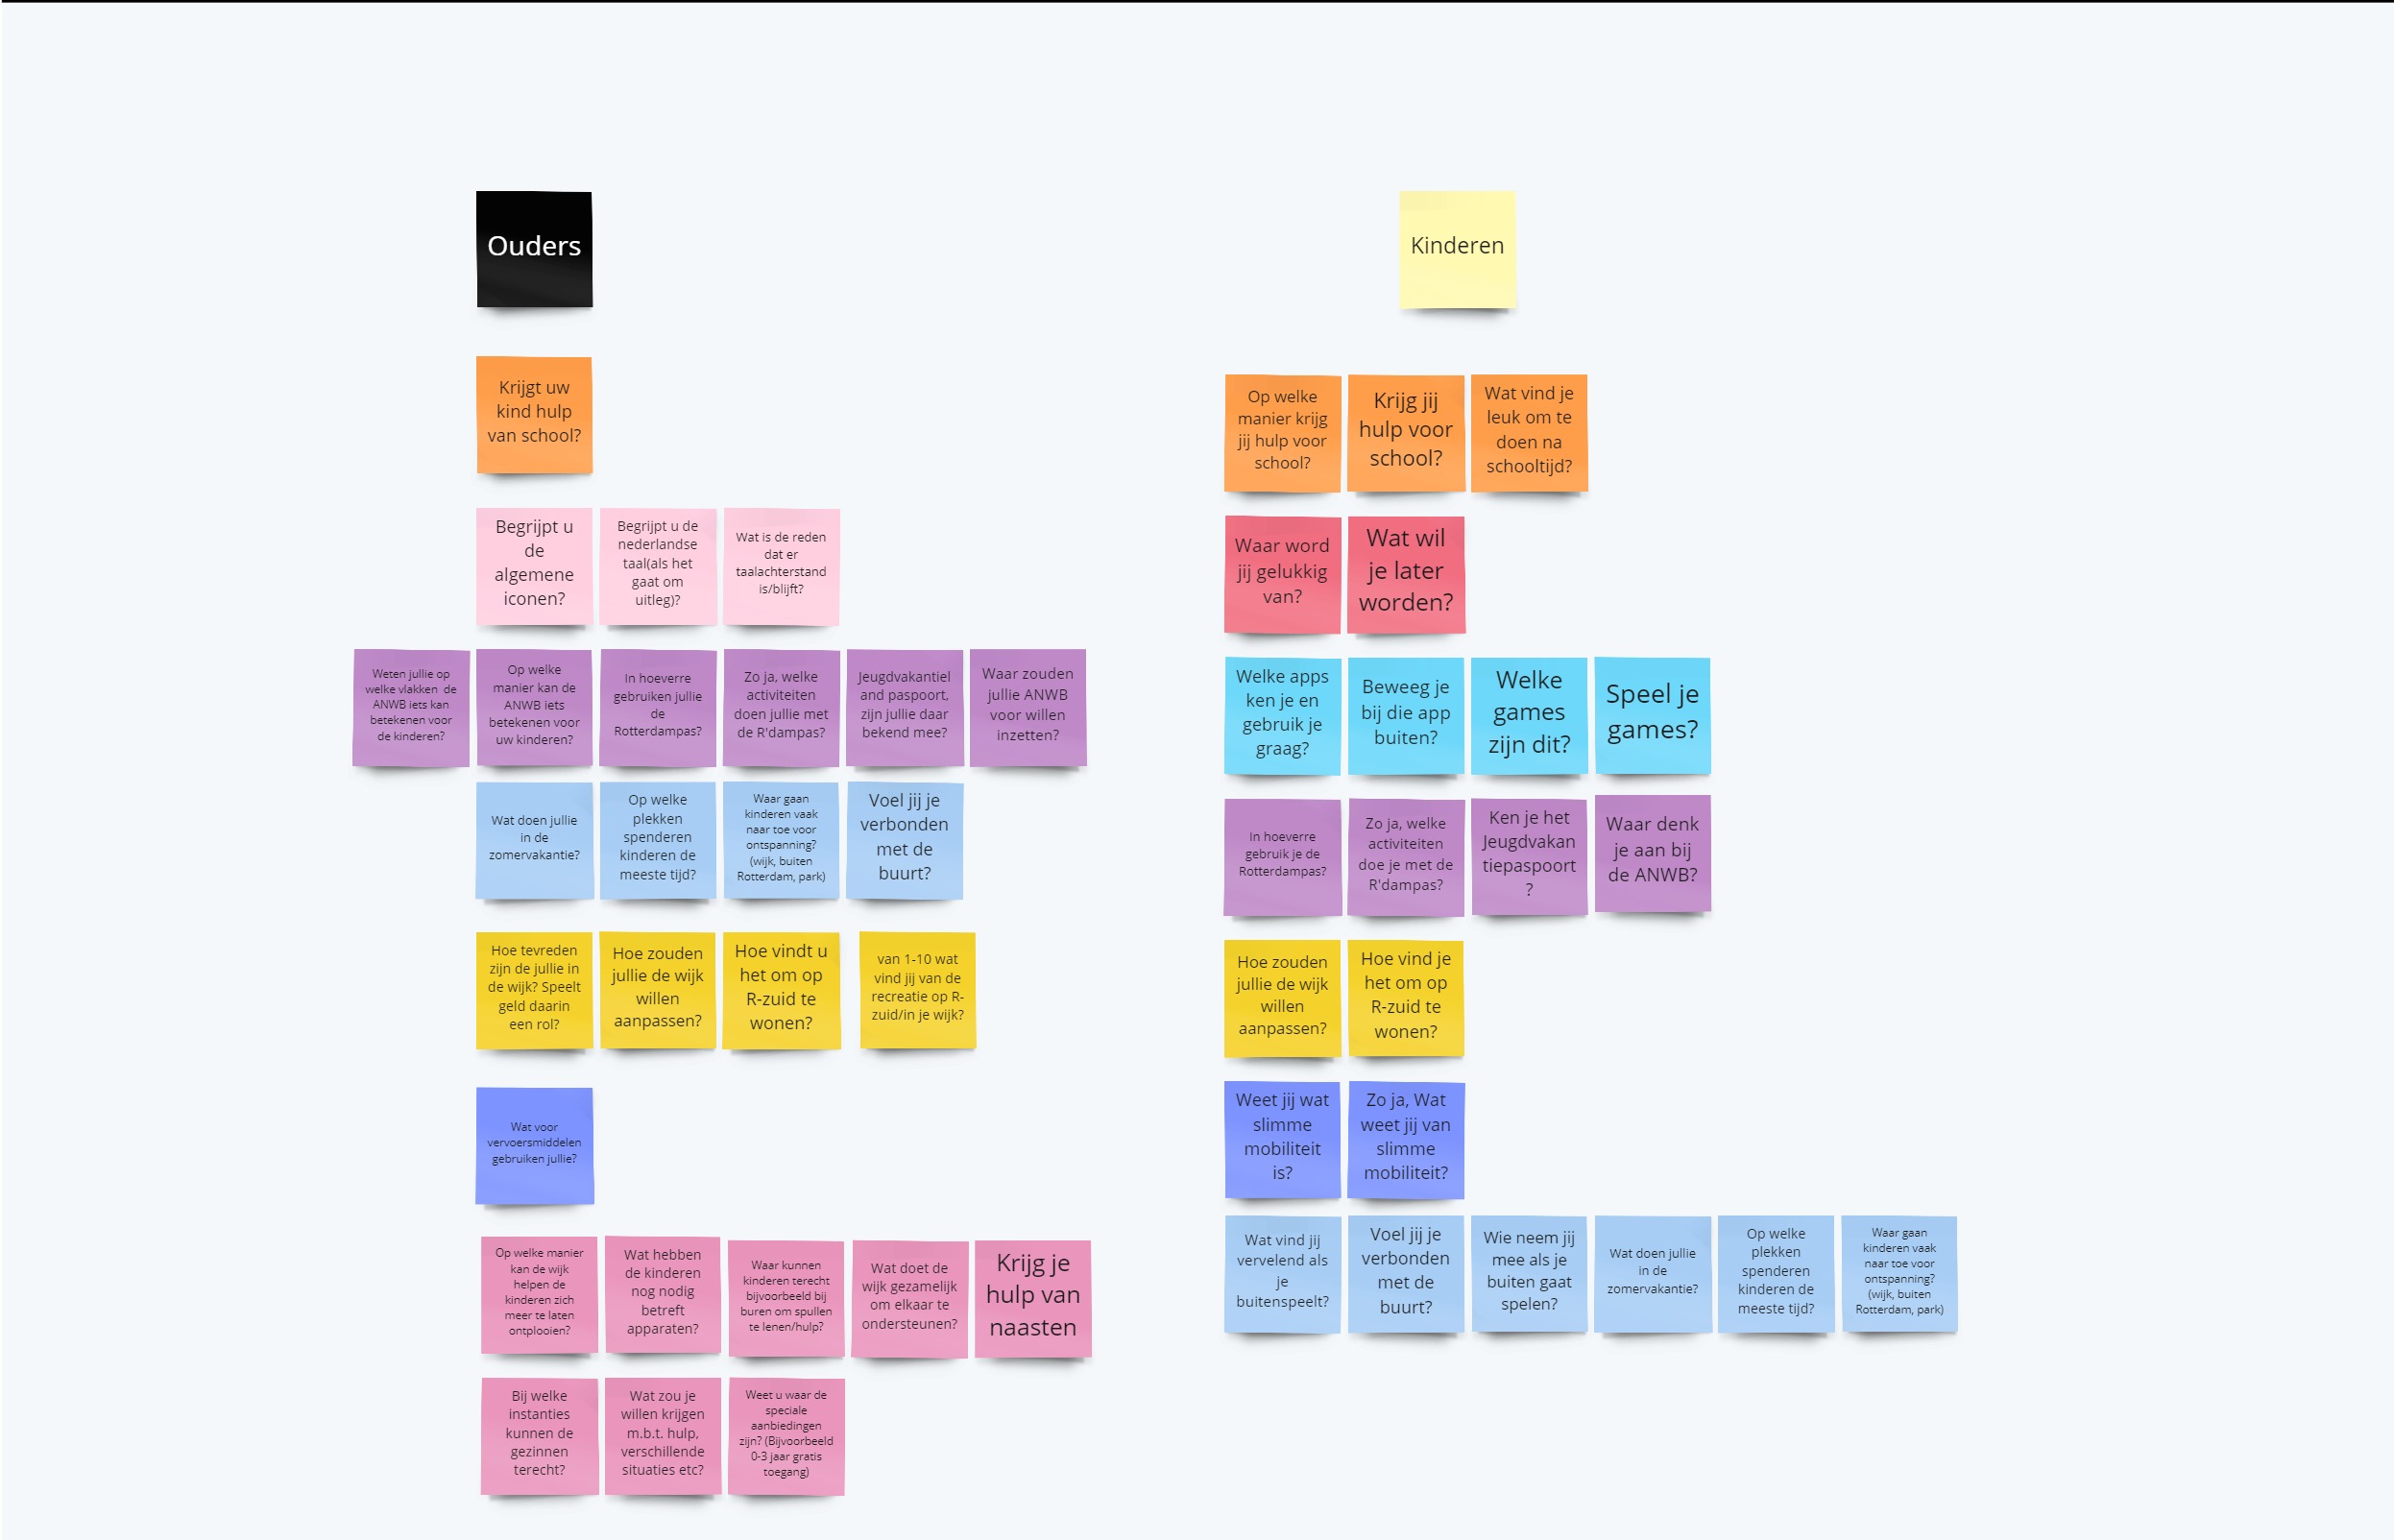 Ouders
Krijgt uw
kind hulp
van school?
Begrijpt u
de
algemene
iconen?
Begrijpt u de
nederlandse
taal(als het
gaat om
uitleg)?
Wat is de reden
dat er
taalachterstand
is/blijft?
Weten jullie op
welke vlakken de
ANWB iets kan
betekenen voor
de kinderen?
Op welke
manier kan de
ANWB iets
betekenen voor
uw kinderen?
In hoeverre
gebruiken jullie
de
Rotterdampas?
Zo ja, welke
activiteiten
doen jullie met
de R'dampas?
Jeugdvakantiel
and paspoort,
zijn jullie daar
bekend mee?
Waar zouden
jullie ANWB
voor willen
inzetten?
Wat doen jullie
in de
zomervakantie?
Op welke
plekken
spenderen
kinderen de
meeste tijd?
Waar gaan
kinderen vaak
naar toe voor
ontspanning?
(wijk, buiten
Rotterdam, park)
Voel jij je
verbonden
met de
buurt?
Hoe tevreden
zijn de jullie in
de wijk? Speelt
geld daarin
een rol?
Hoe zouden
jullie de wijk
willen
aanpassen?
Hoe vindt u
het om op
R-zuid te
wonen?
van 1-10 wat
vind jij van de
recreatie op R-
zuid/in je wijk?
Wat voor
vervoersmiddelen
gebruiken jullie?
Op welke manier
kan de wijk
helpen de
kinderen zich
meer te laten
ontplooien?
Wat hebben
de kinderen
nog nodig
betreft
apparaten?
Waar kunnen
kinderen terecht
bijvoorbeeld bij
buren om spullen
te lenen/hulp?
Wat doet de
wijk gezamelijk
om elkaar te
ondersteunen?
Krijg je
hulp van
naasten
Bij welke
instanties
kunnen de
gezinnen
terecht?
Wat zou je
willen krijgen
m.b.t. hulp,
verschillende
situaties etc?
Weet u waar de
speciale
aanbiedingen
zijn? (Bijvoorbeeld
0-3 jaar gratis
toegang)
Kinderen
Op welke
manier krijg
jij hulp voor
school?
Krijg jij
hulp voor
school?
Wat vind je
leuk om te
doen na
schooltijd?
Waar word
jij gelukkig
van?
Wat wil
je later
worden?
Welke apps
ken je en
gebruik je
graag?
Beweeg je
bij die app
buiten?
Welke
games
zijn dit?
Speel je
games?
In hoeverre
gebruik je de
Rotterdampas?
Zo ja, welke
activiteiten
doe je met de
R'dampas?
Ken je het
Jeugdvakan
tiepaspoort
?
Waar denk
je aan bij
de ANWB?
Hoe zouden
jullie de wijk
willen
aanpassen?
Hoe vind je
het om op
R-zuid te
wonen?
Weet jij wat
slimme
mobiliteit
is?
Zo ja, Wat
weet jij van
slimme
mobiliteit?
Wat vind jij
vervelend als
je
buitenspeelt?
Voel jij je
verbonden
met de
buurt?
Wie neem jij
mee als je
buiten gaat
spelen?
Wat doen jullie
in de
zomervakantie?
Op welke
plekken
spenderen
kinderen de
meeste tijd?
Waar gaan
kinderen vaak
naar toe voor
ontspanning?
(wijk, buiten
Rotterdam, park)